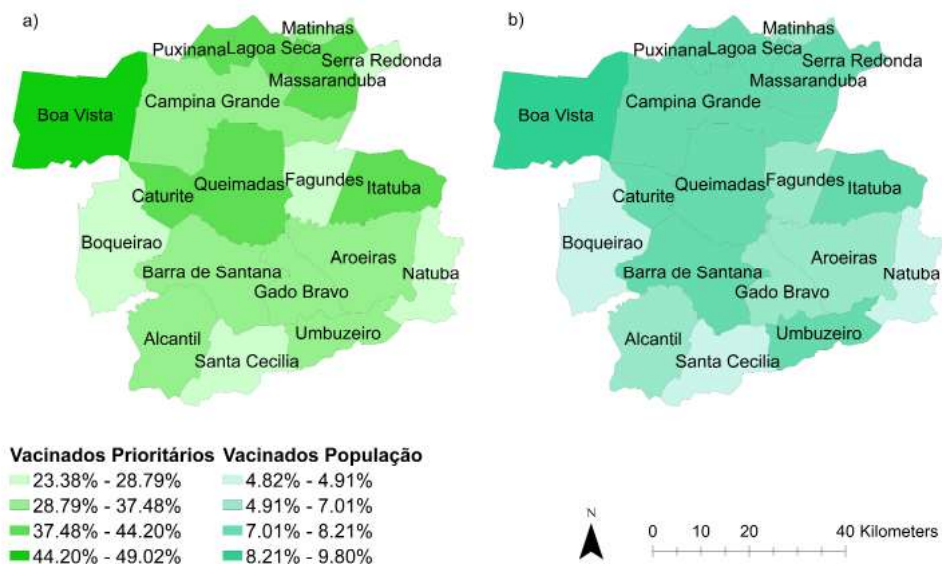 a)
Matinhas
Puxinana
Lagoa Seca
Serra Redonda
Massaranduba
Campina Grande
Boa Vista
Queimadas
Fagundes
Itatuba
Caturite
Boqueirao
Aroeiras
Barra de Santana
Natuba
Gado Bravo
Alcantil
Umbuzeiro
Santa Cecilia
b)
Matinhas
Puxinana
Lagoa Seca
Serra Redonda
Massaranduba
Campina Grande
Boa Vista
Queimadas
Fagundes
Itatuba
Caturite
Boqueirao
Aroeiras
Barra de Santana
Natuba
Gado Bravo
Alcantil
Umbuzeiro
Santa Cecilia
Vacinados Prioritários
23.38% - 28.79%
28.79% - 37.48%
37.48% - 44.20%
44.20% - 49.02%
Vacinados População
4.82% - 4.91%
4.91% - 7.01%
7.01% - 8.21%
8.21% - 9.80%
N
0 10 20 40 Kilometers